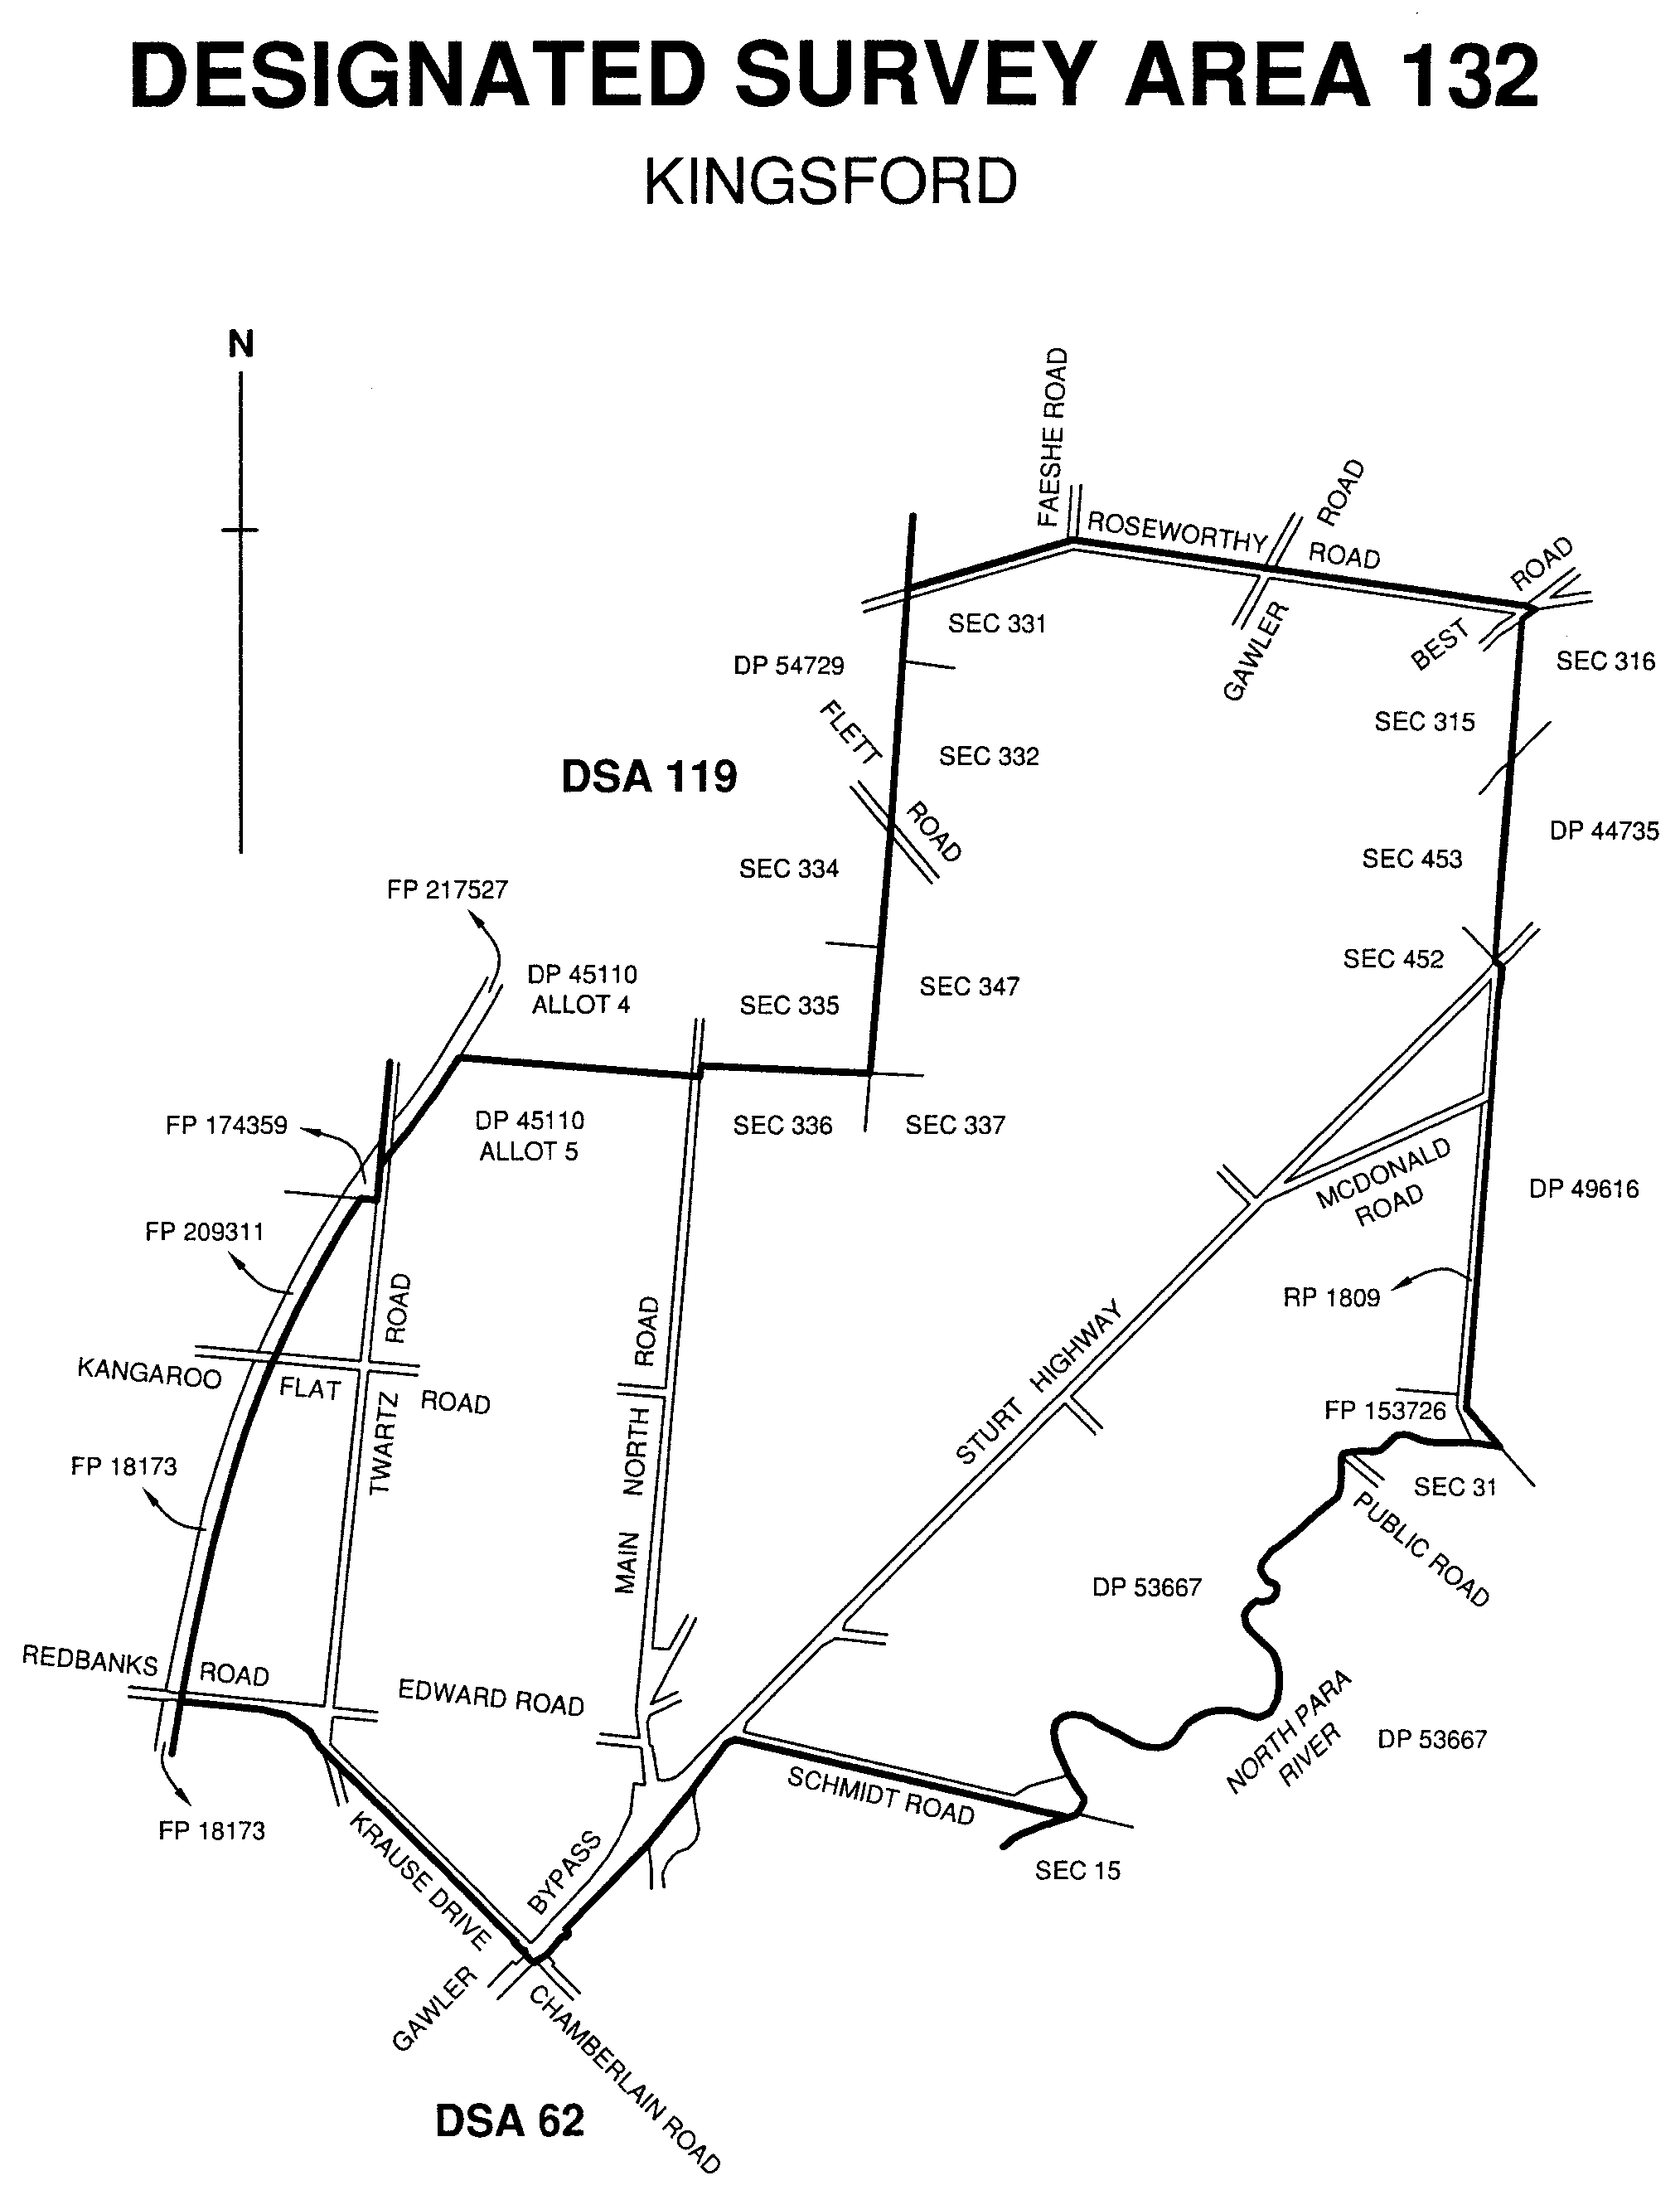 DESIGNATED SURVEY AREA 132
KINGSFORD
N
FAESHE ROAD
ROSEWORTHY ROAD
GAWLER ROAD
BEST ROAD
SEC 331
SEC 316
DP 54729
SEC 315
FLETT ROAD
SEC 332
DSA 119
DP 44735
SEC 453
SEC 334
FP 217527
SEC 452
DP 45110
ALLOT 4
SEC 335
SEC 347
FP 174359
DP 45110
ALLOT 5
SEC 336
SEC 337
MCDONALD
ROAD
DP 49616
FP 209311
RP 1809
KANGAROO FLAT ROAD
TWARTZ ROAD
MAIN NORTH ROAD
STURT HIGHWAY
FP 153726
FP 18173
SEC 31
PUBLIC ROAD
DP 53667
REDBANKS ROAD
EDWARD ROAD
NORTH PARA
RIVER
DP 53667
SCHMIDT ROAD
FP 18173
KRAUSE DRIVE
GAWLER BYPASS
SEC 15
CHAMBERLAIN ROAD
DSA 62